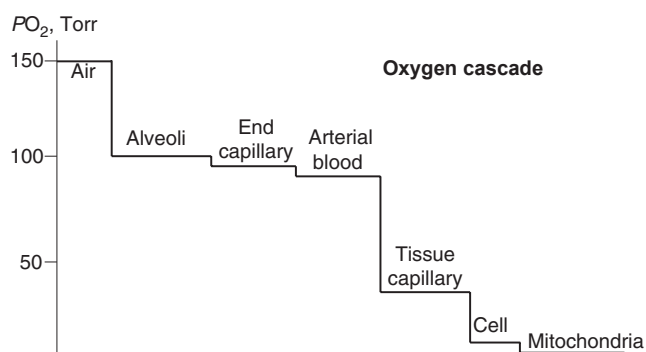 PO₂, Torr
150
Air
Oxygen cascade
100
Alveoli
End
capillary
Arterial
blood
50
Tissue
capillary
Cell
Mitochondria